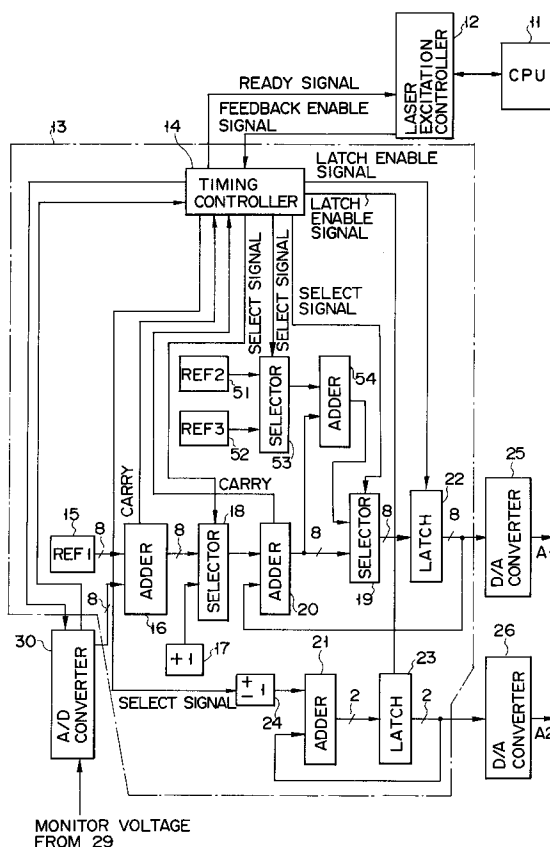 12
11
LASER EXCITATION
CONTROLLER
CPU
READY SIGNAL
FEEDBACK ENABLE
SIGNAL
13
14
TIMING
CONTROLLER
LATCH ENABLE
SIGNAL
LATCH
ENABLE
SIGNAL
SELECT SIGNAL
SELECT SIGNAL
SELECT
SIGNAL
REF2
51
REF3
52
SELECTOR
53
ADDER
54
CARRY
CARRY
15
REF1
8
ADDER
16
8
SELECTOR
18
ADDER
20
8
SELECTOR
19
8
LATCH
22
8
D/A
CONVERTER
25
A1
8
+1
17
30
A/D
CONVERTER
SELECT SIGNAL
+
- 1
24
21
ADDER
2
23
LATCH
2
26
D/A
CONVERTER
A2
MONITOR VOLTAGE
FROM 29